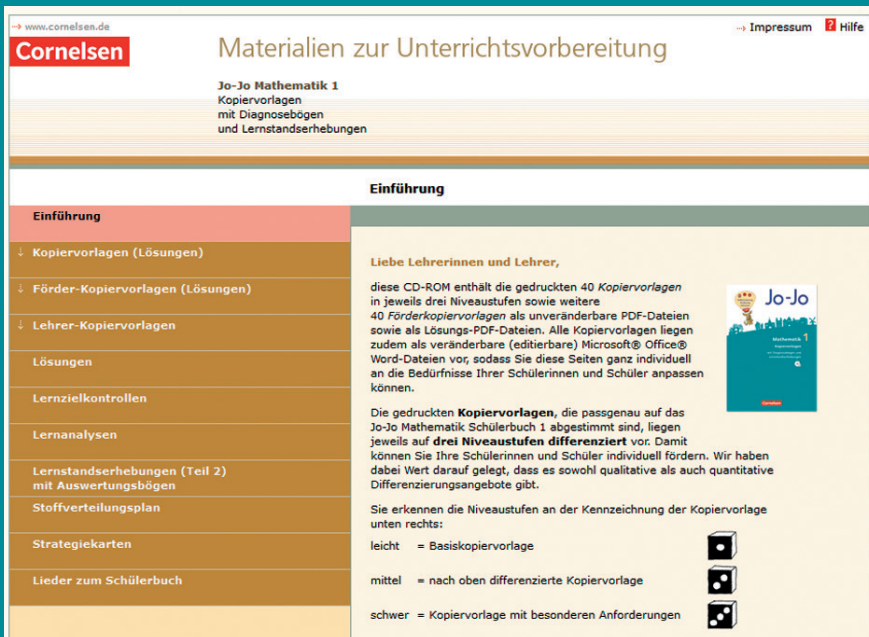 www.cornelsen.de
Impressum
? Hilfe
Cornelsen
Materialien zur Unterrichtsvorbereitung
Jo-Jo Mathematik 1
Kopiervorlagen
mit Diagnosebögen
und Lernstandserhebungen
Einführung
Einführung
Kopiervorlagen (Lösungen)
Förder-Kopiervorlagen (Lösungen)
Lehrer-Kopiervorlagen
Lösungen
Lernzielkontrollen
Lernanalysen
Lernstandserhebungen (Teil 2)
mit Auswertungsbögen
Stoffverteilungsplan
Strategiekarten
Lieder zum Schülerbuch
Liebe Lehrerinnen und Lehrer,
diese CD-ROM enthält die gedruckten 40 Kopiervorlagen
in jeweils drei Niveaustufen sowie weitere
40 Förderkopiervorlagen als unveränderbare PDF-Dateien
sowie als Lösungs-PDF-Dateien. Alle Kopiervorlagen liegen
zudem als veränderbare (editierbare) Microsoft® Office®
Word-Dateien vor, sodass Sie diese Seiten ganz individuell
an die Bedürfnisse Ihrer Schülerinnen und Schüler anpassen
können.
Jo-Jo
Mathematik 1
Cornelsen
Die gedruckten Kopiervorlagen, die passgenau auf das
Jo-Jo Mathematik Schülerbuch 1 abgestimmt sind, liegen
jeweils auf drei Niveaustufen differenziert vor. Damit
können Sie Ihre Schülerinnen und Schüler individuell fördern. Wir haben
dabei Wert darauf gelegt, dass es sowohl qualitative als auch quantitative
Differenzierungsangebote gibt.
Sie erkennen die Niveaustufen an der Kennzeichnung der Kopiervorlage
unten rechts:
leicht = Basiskopiervorlage
mittel = nach oben differenzierte Kopiervorlage
schwer = Kopiervorlage mit besonderen Anforderungen